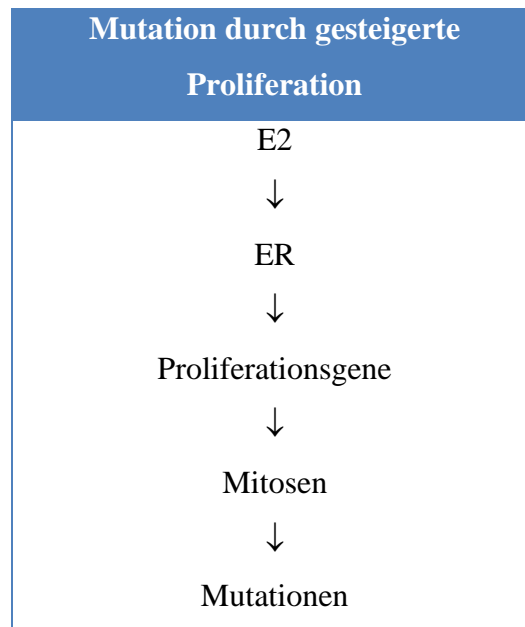 Mutation durch gesteigerte
Proliferation
E2
↓
ER
↓
Proliferationsgene
↓
Mitosen
↓
Mutationen